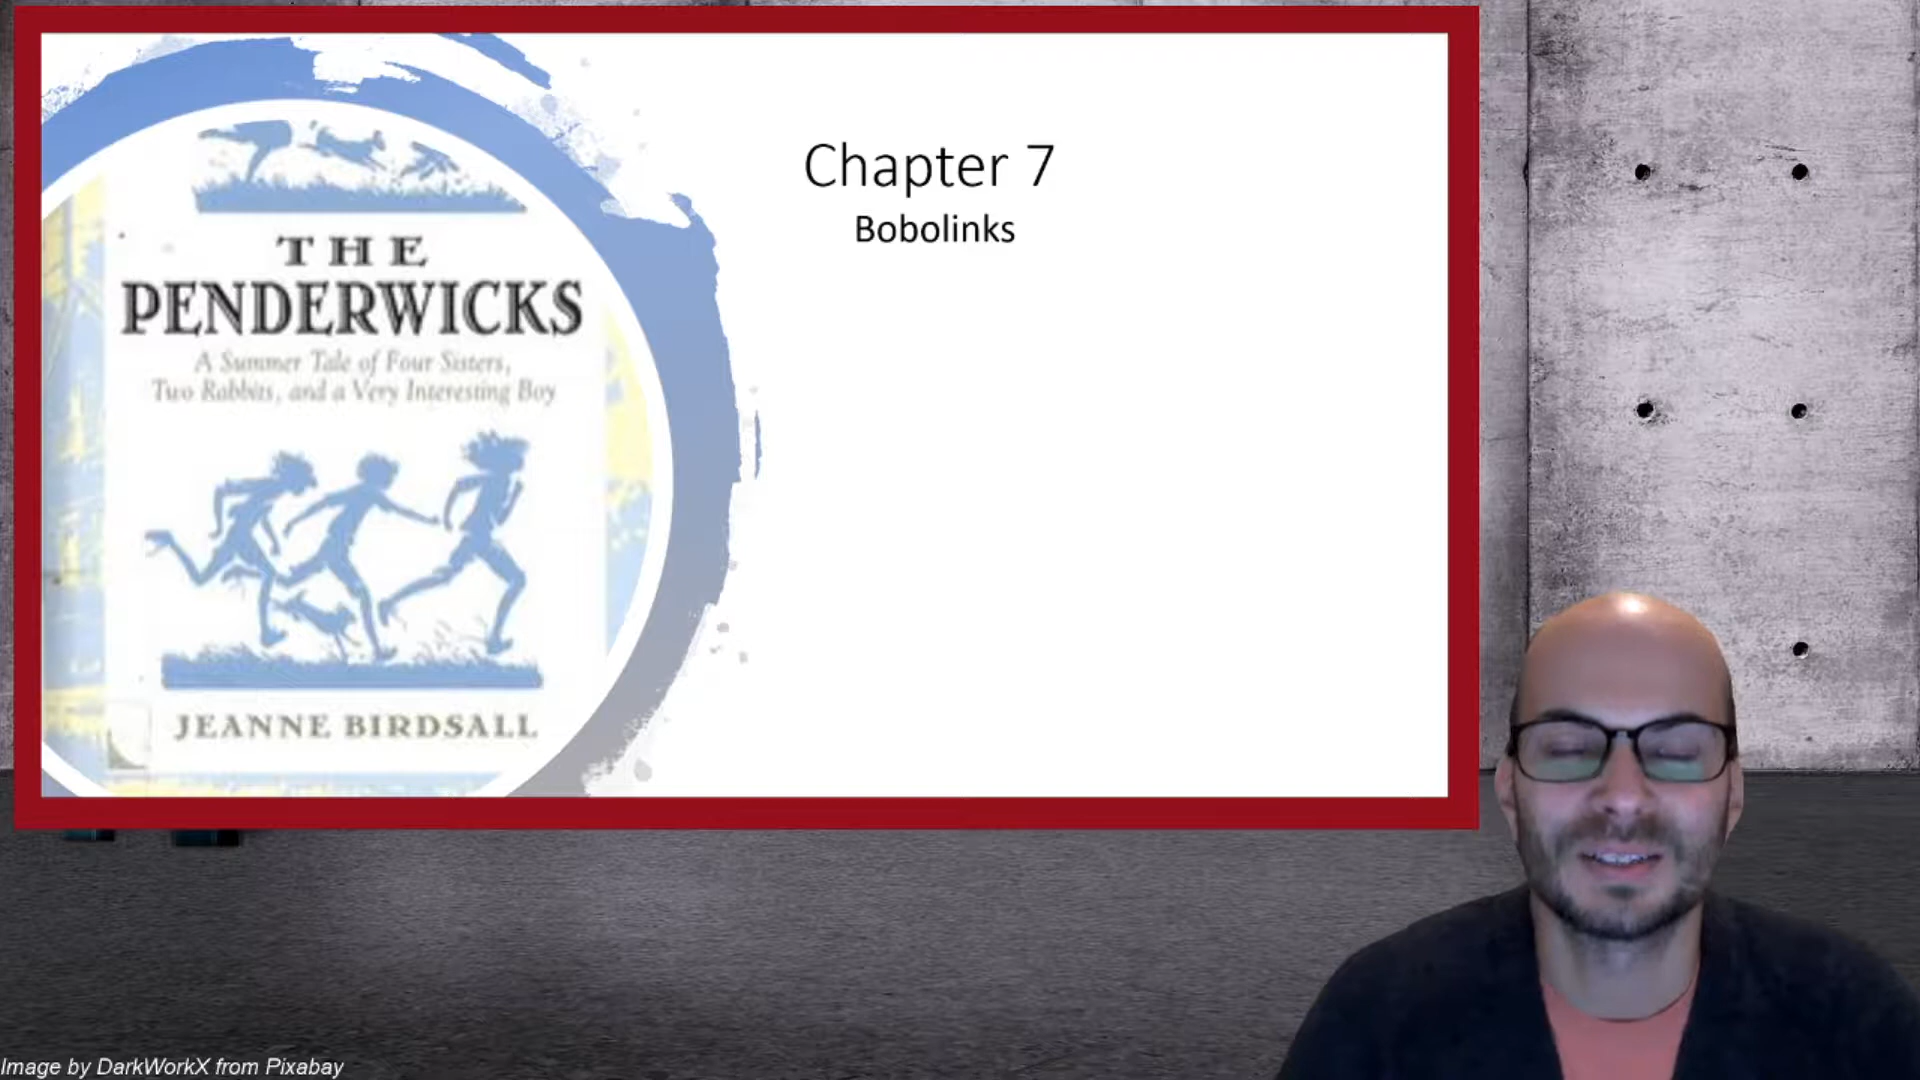 Chapter 7
Bobolinks
THE
PENDERWICKS
A Summer Tale of Four Sisters,
Two Rabbits, and a Very Interesting Boy
JEANNE BIRDSALL
Image by DarkWorkX from Pixabay